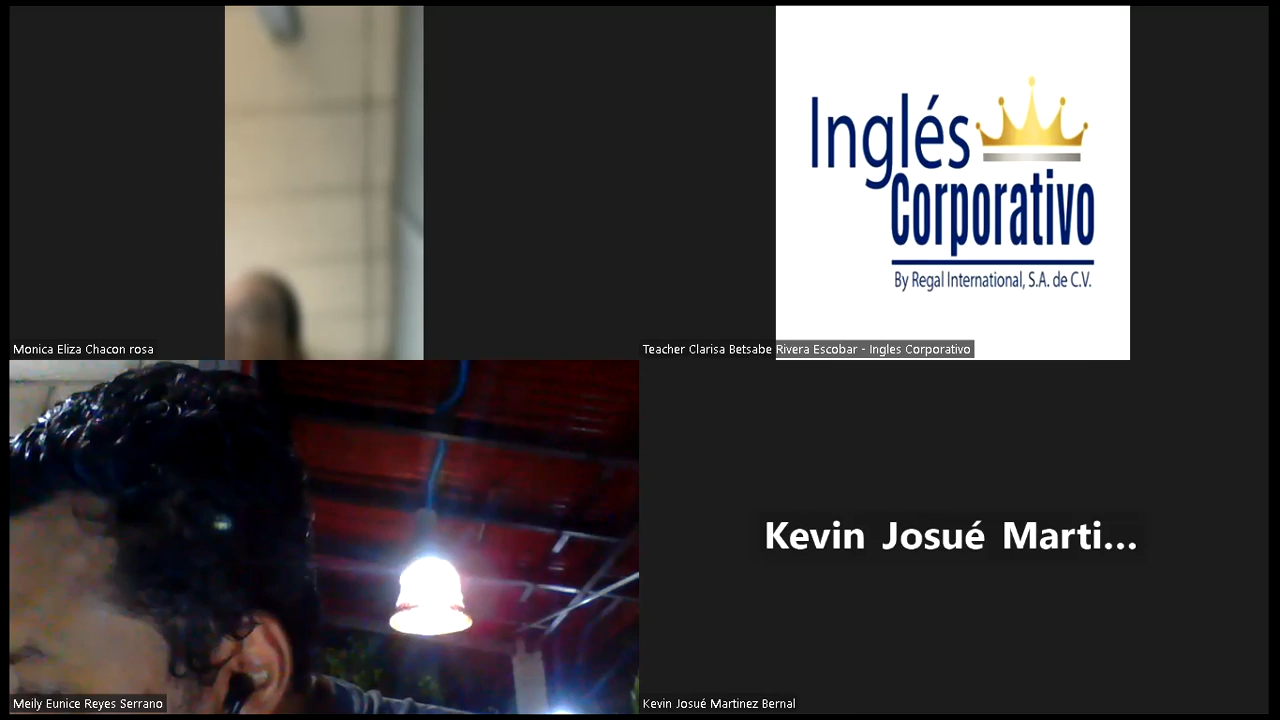 Inglés
Corporativo
By Regal International, S.A. de C.V.
Monica Eliza Chacon rosa
Teacher Clarisa Betsabe Rivera Escobar - Ingles Corporativo
Kevin Josué Marti...
Meily Eunice Reyes Serrano
Kevin Josué Martinez Bernal